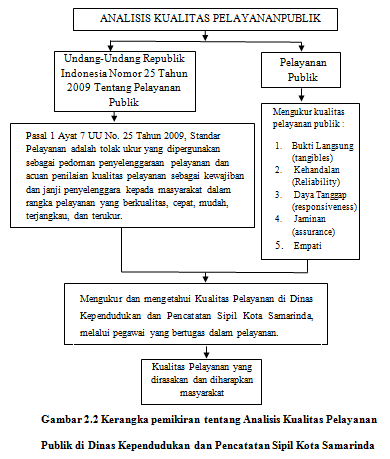 ANALISIS KUALITAS PELAYANANPUBLIK
Undang-Undang Republik
Indonesia Nomor 25 Tahun
2009 Tentang Pelayanan
Publik
Pelayanan
Publik
Pasal 1 Ayat 7 UU No. 25 Tahun 2009, Standar
Pelayanan adalah tolak ukur yang dipergunakan
sebagai pedoman penyelenggaraan pelayanan dan
acuan penilaian kualitas pelayanan sebagai kewajiban
dan janji penyelenggara kepada masyarakat dalam
rangka pelayanan yang berkualitas, cepat, mudah,
terjangkau, dan terukur.
Mengukur kualitas
pelayanan publik :
1. Bukti Langsung
(tangibles)
2. Kehandalan
(Reliability)
3. Daya Tanggap
(responsiveness)
4. Jaminan
(assurance)
5. Empati
Mengukur dan mengetahui Kualitas Pelayanan di Dinas
Kependudukan dan Pencatatan Sipil Kota Samarinda,
melalui pegawai yang bertugas dalam pelayanan.
Kualitas Pelayanan yang
dirasakan dan diharapkan
masyarakat
Gambar 2.2 Kerangka pemikiran tentang Analisis Kualitas Pelayanan
Publik di Dinas Kependudukan dan Pencatatan Sipil Kota Samarinda